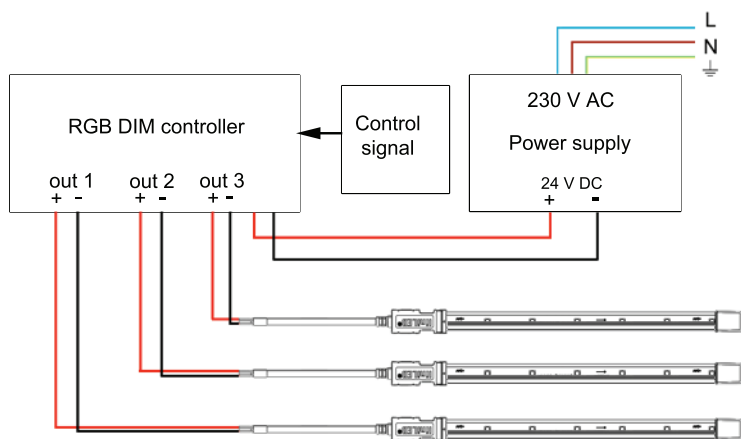 L
N
230 V AC
Power supply
24 V DC
+ -
RGB DIM controller
Control
signal
out 1 out 2 out 3
+ - + - + -